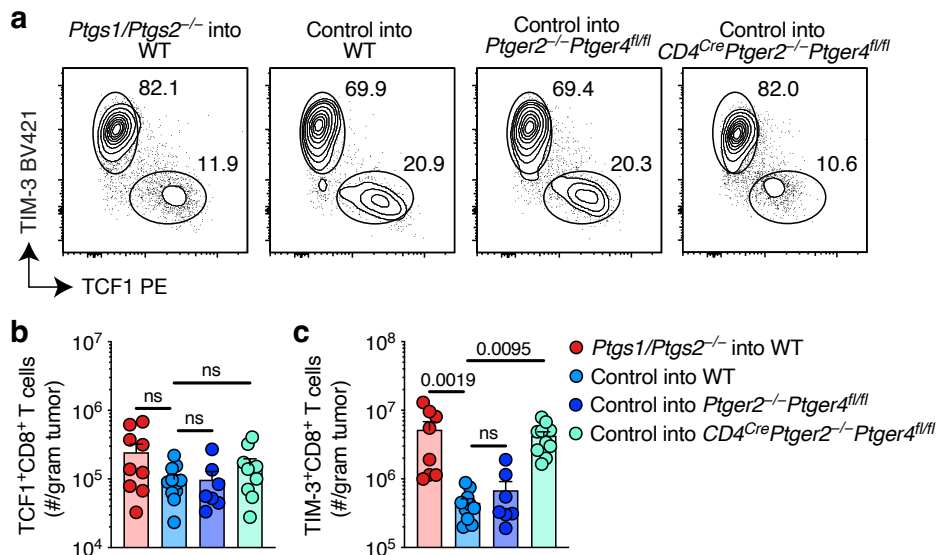 a
Ptgs1/Ptgs2⁻/⁻ into
WT
Control into
WT
Control into
Ptger2⁻/⁻Ptger4fl/fl
Control into
CD4CrePtger2⁻/⁻Ptger4fl/fl
82.1
11.9
69.9
20.9
69.4
20.3
82.0
10.6
TIM-3 BV421
TCF1 PE
b
TCF1⁺CD8⁺ T cells
(#/gram tumor)
10⁷
10⁶
10⁵
10⁴
ns
ns
ns
c
TIM-3⁺CD8⁺ T cells
(#/gram tumor)
10⁸
10⁷
10⁶
10⁵
0.0095
0.0019
ns
Ptgs1/Ptgs2⁻/⁻ into WT
Control into WT
Control into Ptger2⁻/⁻Ptger4fl/fl
Control into CD4CrePtger2⁻/⁻Ptger4fl/fl